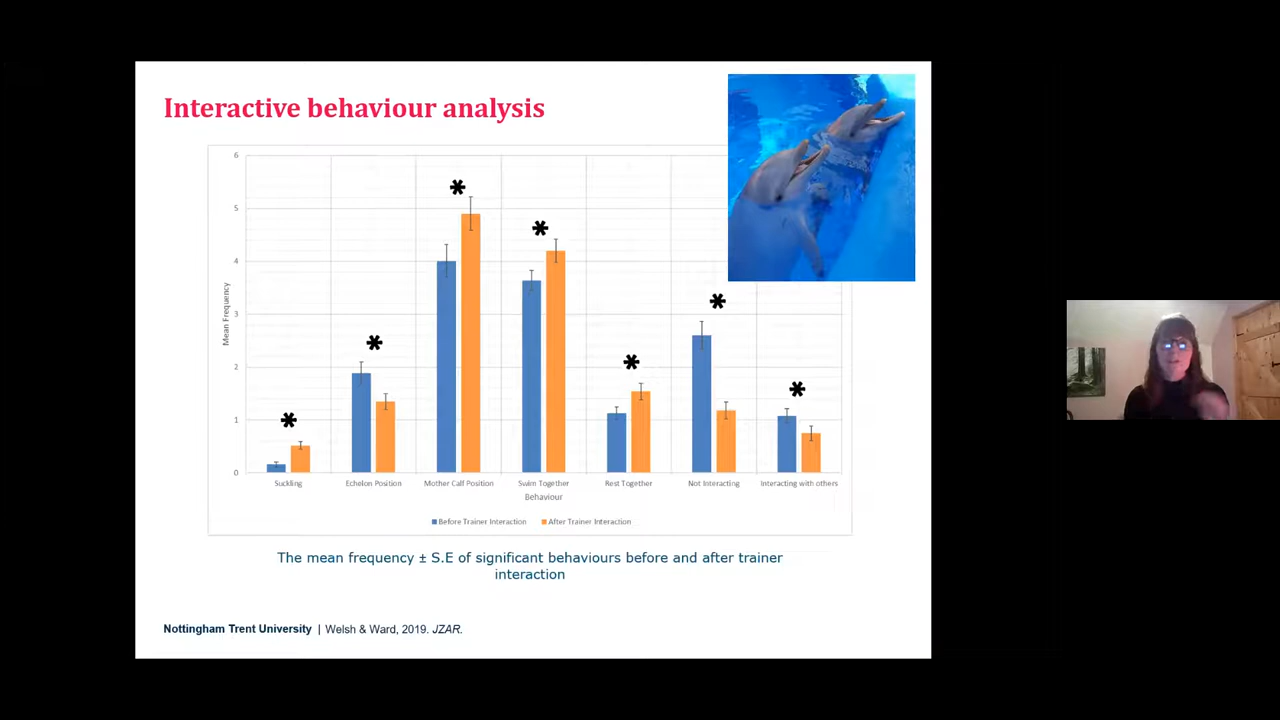 Interactive behaviour analysis
6
5
4
3
2
1
0
Mean Frequency
Suckling
Echelon Position
Mother Calf Position
Swim Together
Rest Together
Not Interacting
Interacting with others
Behaviour
Before Trainer Interaction
After Trainer Interaction
The mean frequency ± S.E of significant behaviours before and after trainer
interaction
Nottingham Trent University | Welsh & Ward, 2019. JZAR.